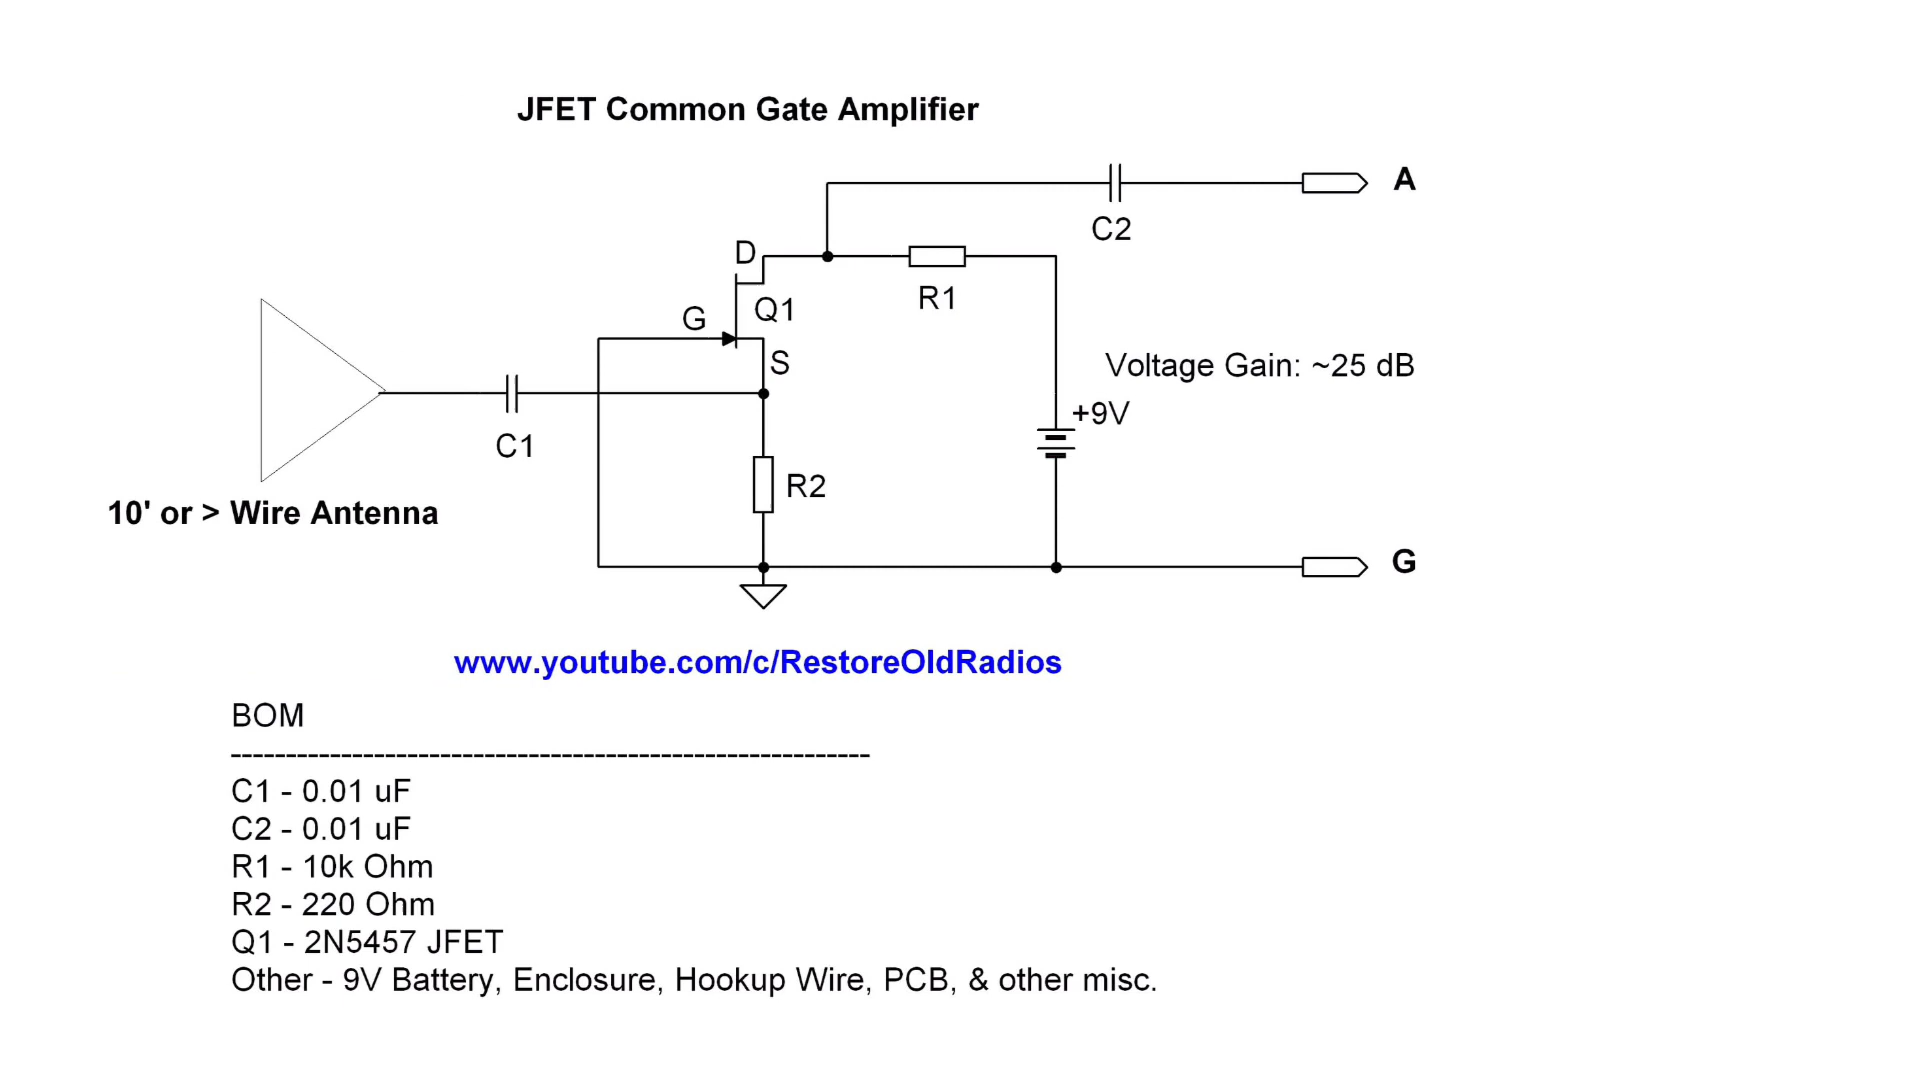 JFET Common Gate Amplifier
A
C2
D
R1
Q1
G
S
Voltage Gain: ~25 dB
+9V
C1
R2
10' or > Wire Antenna
G
www.youtube.com/c/RestoreOldRadios
BOM
----------------------------------------------------------
C1 - 0.01 uF
C2 - 0.01 uF
R1 - 10k Ohm
R2 - 220 Ohm
Q1 - 2N5457 JFET
Other - 9V Battery, Enclosure, Hookup Wire, PCB, & other misc.